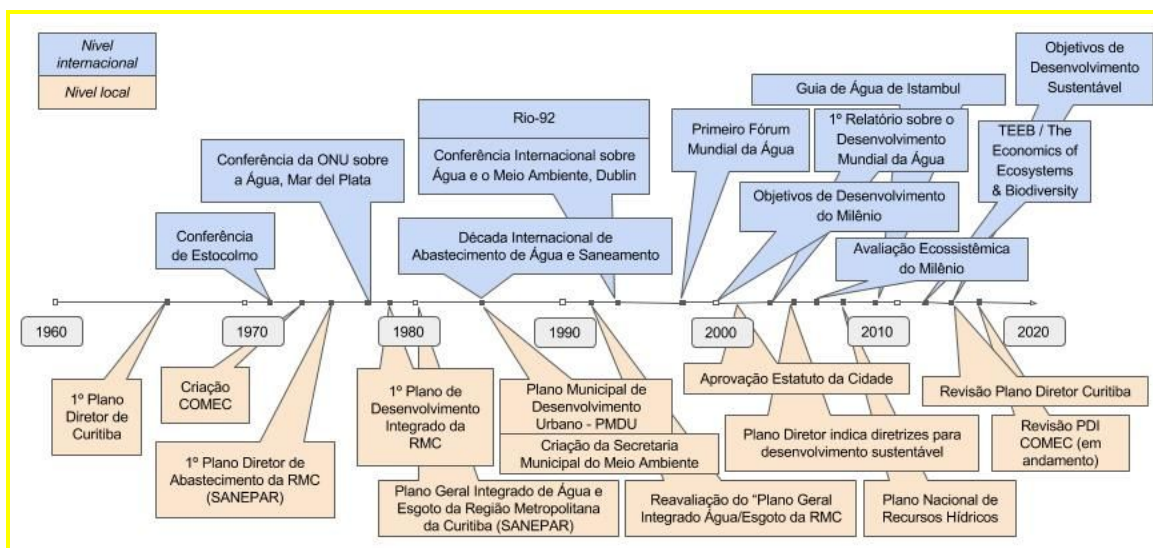 Nivel
internacional
Nivel local
Conferência
de Estocolmo
Conferência da ONU sobre
a Água, Mar del Plata
Rio-92
Conferência Internacional sobre
Água e o Meio Ambiente, Dublin
Década Internacional de
Abastecimento de Água e Saneamento
Primeiro Fórum
Mundial da Água
Guia de Água de Istambul
1º Relatório sobre o
Desenvolvimento
Mundial da Água
Objetivos de Desenvolvimento
do Milênio
Avaliação Ecossistêmica
do Milênio
Objetivos de
Desenvolvimento
Sustentável
TEEB / The
Economics of
Ecosystems
& Biodiversity
1960
1970
1980
1990
2000
2010
2020
1º Plano
Diretor de
Curitiba
Criação
COMEC
1º Plano Diretor de
Abastecimento da RMC
(SANEPAR)
1º Plano de
Desenvolvimento
Integrado da
RMC
Plano Geral Integrado de Água e
Esgoto da Região Metropolitana
da Curitiba (SANEPAR)
Plano Municipal de
Desenvolvimento
Urbano - PMDU
Criação da Secretaria
Municipal do Meio Ambiente
Reavaliação do “Plano Geral
Integrado Água/Esgoto da RMC
Aprovação Estatuto da Cidade
Plano Diretor indica diretrizes para
desenvolvimento sustentável
Plano Nacional de
Recursos Hídricos
Revisão Plano Diretor Curitiba
Revisão PDI
COMEC (em
andamento)